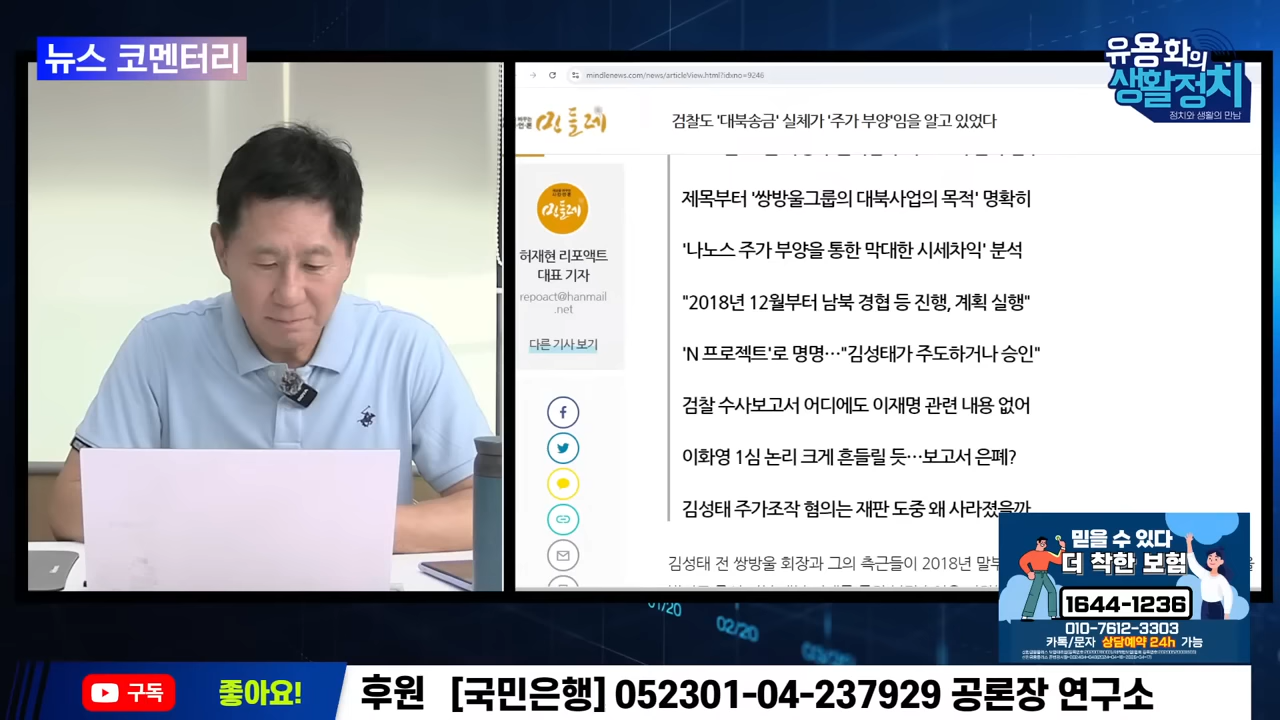 뉴스 코멘터리
유용화의
생활정치
정치와 생활의 만남
mindlenews.com/news/articleView.html?idxno=9246
민들레
검찰도 '대북송금' 실체가 '주가 부양'임을 알고 있었다
민들레
허재현 리포액트
대표 기자
repoact@hanmail
.net
다른 기사 보기
제목부터 '쌍방울그룹의 대북사업의 목적' 명확히
'나노스 주가 부양을 통한 막대한 시세차익' 분석
"2018년 12월부터 남북 경협 등 진행, 계획 실행"
'N 프로젝트'로 명명…"김성태가 주도하거나 승인"
검찰 수사보고서 어디에도 이재명 관련 내용 없어
이화영 1심 논리 크게 흔들릴 듯…보고서 은폐?
김성태 주가조작 혐의는 재판 도중 왜 사라졌을까
김성태 전 쌍방울 회장과 그의 측근들이 2018년 말부
믿을 수 있다
더 착한 보험
1644-1236
010-7612-3303
카톡/문자 상담예약 24h 가능
01/20
02/20
구독
좋아요!
후원 [국민은행] 052301-04-237929 공론장 연구소